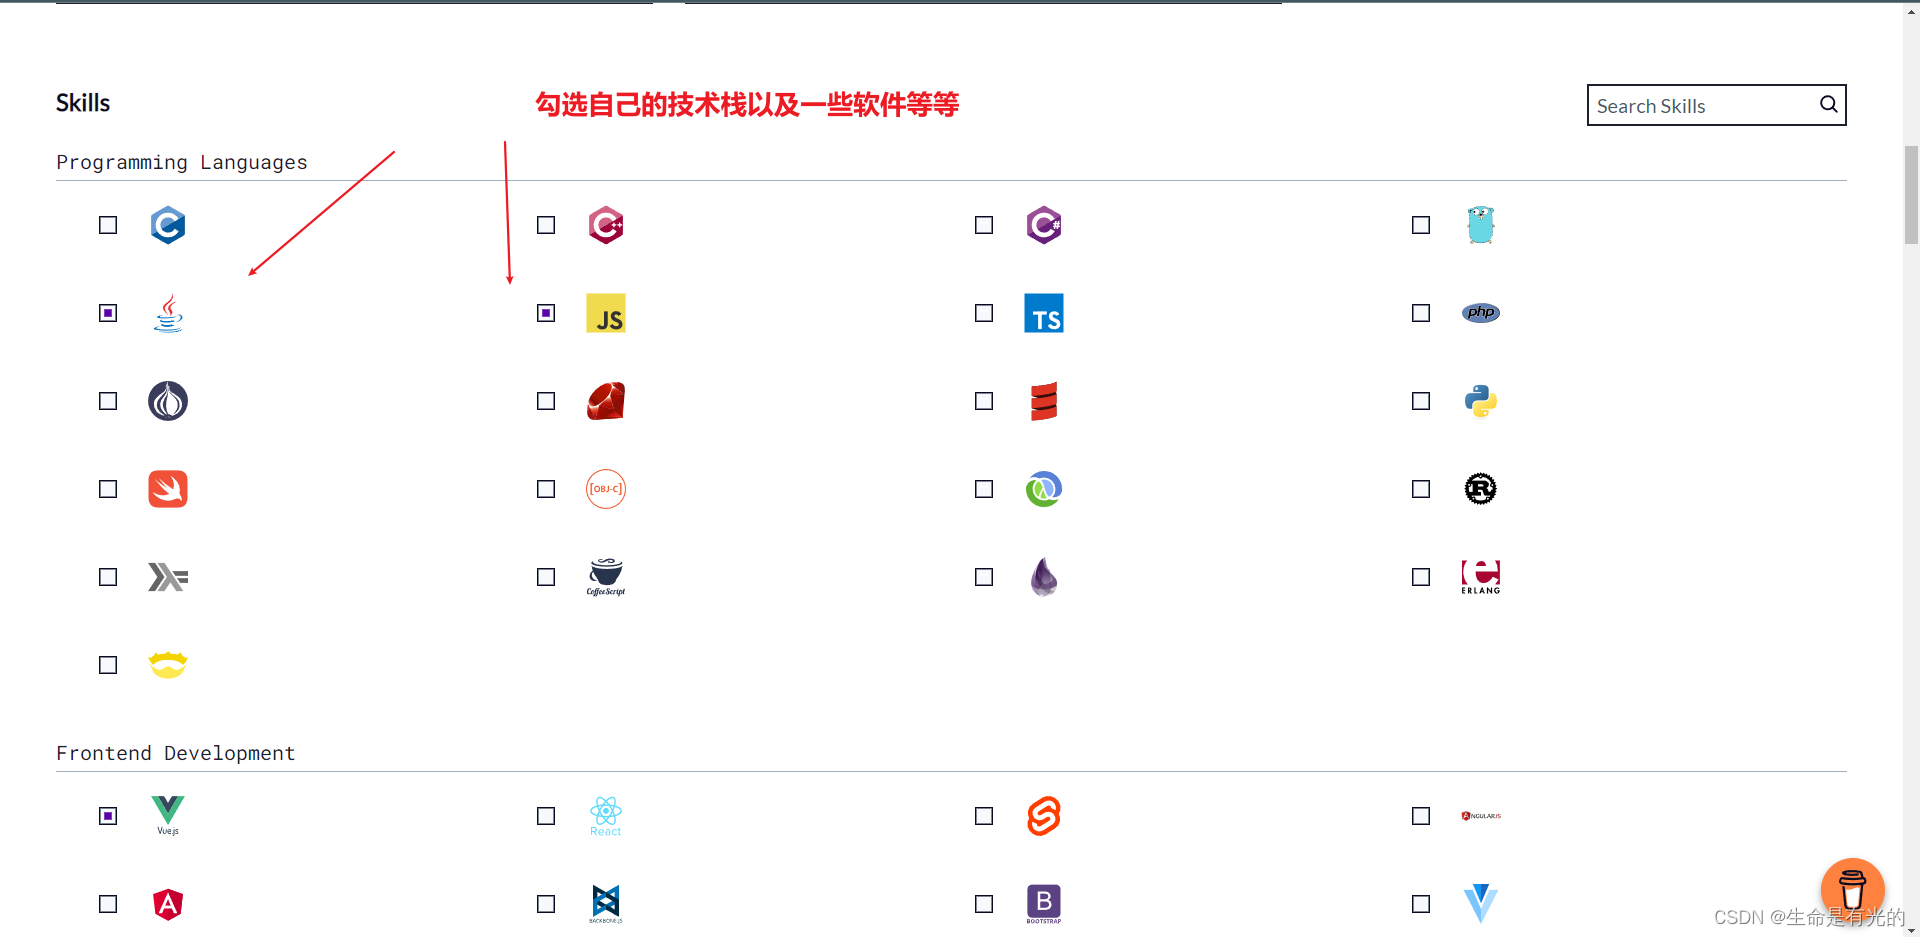 Skills
勾选自己的技术栈以及一些软件等等
Search Skills
Programming Languages
C
C++
C#
JS
TS
php
[OBJ-C]
R
CoffeeScript
e
ERLANG
Frontend Development
Vue.js
React
ANGULARJS
A
BACKBONE.JS
B
BOOTSTRAP
CSDN @生命是有光的